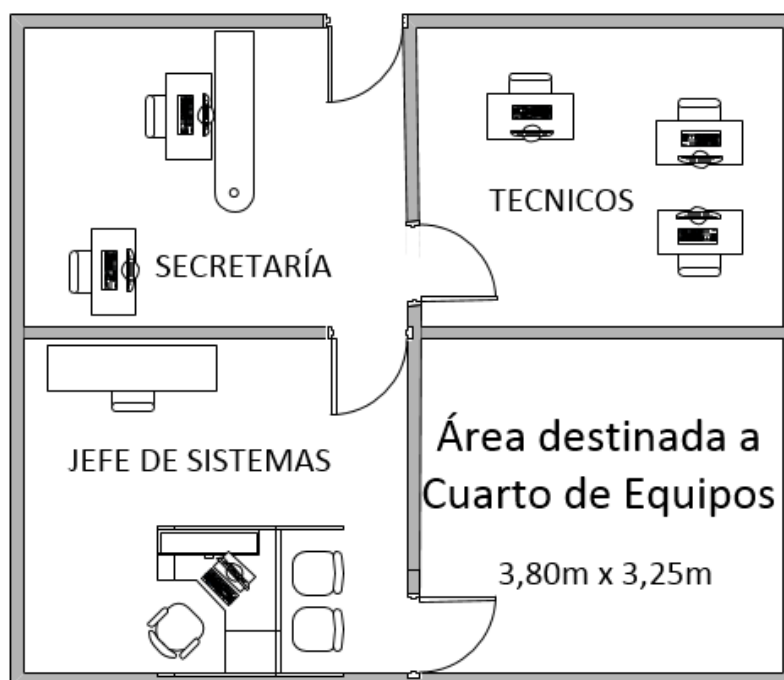 TECNICOS
SECRETARÍA
JEFE DE SISTEMAS
Área destinada a
Cuarto de Equipos
3,80m x 3,25m